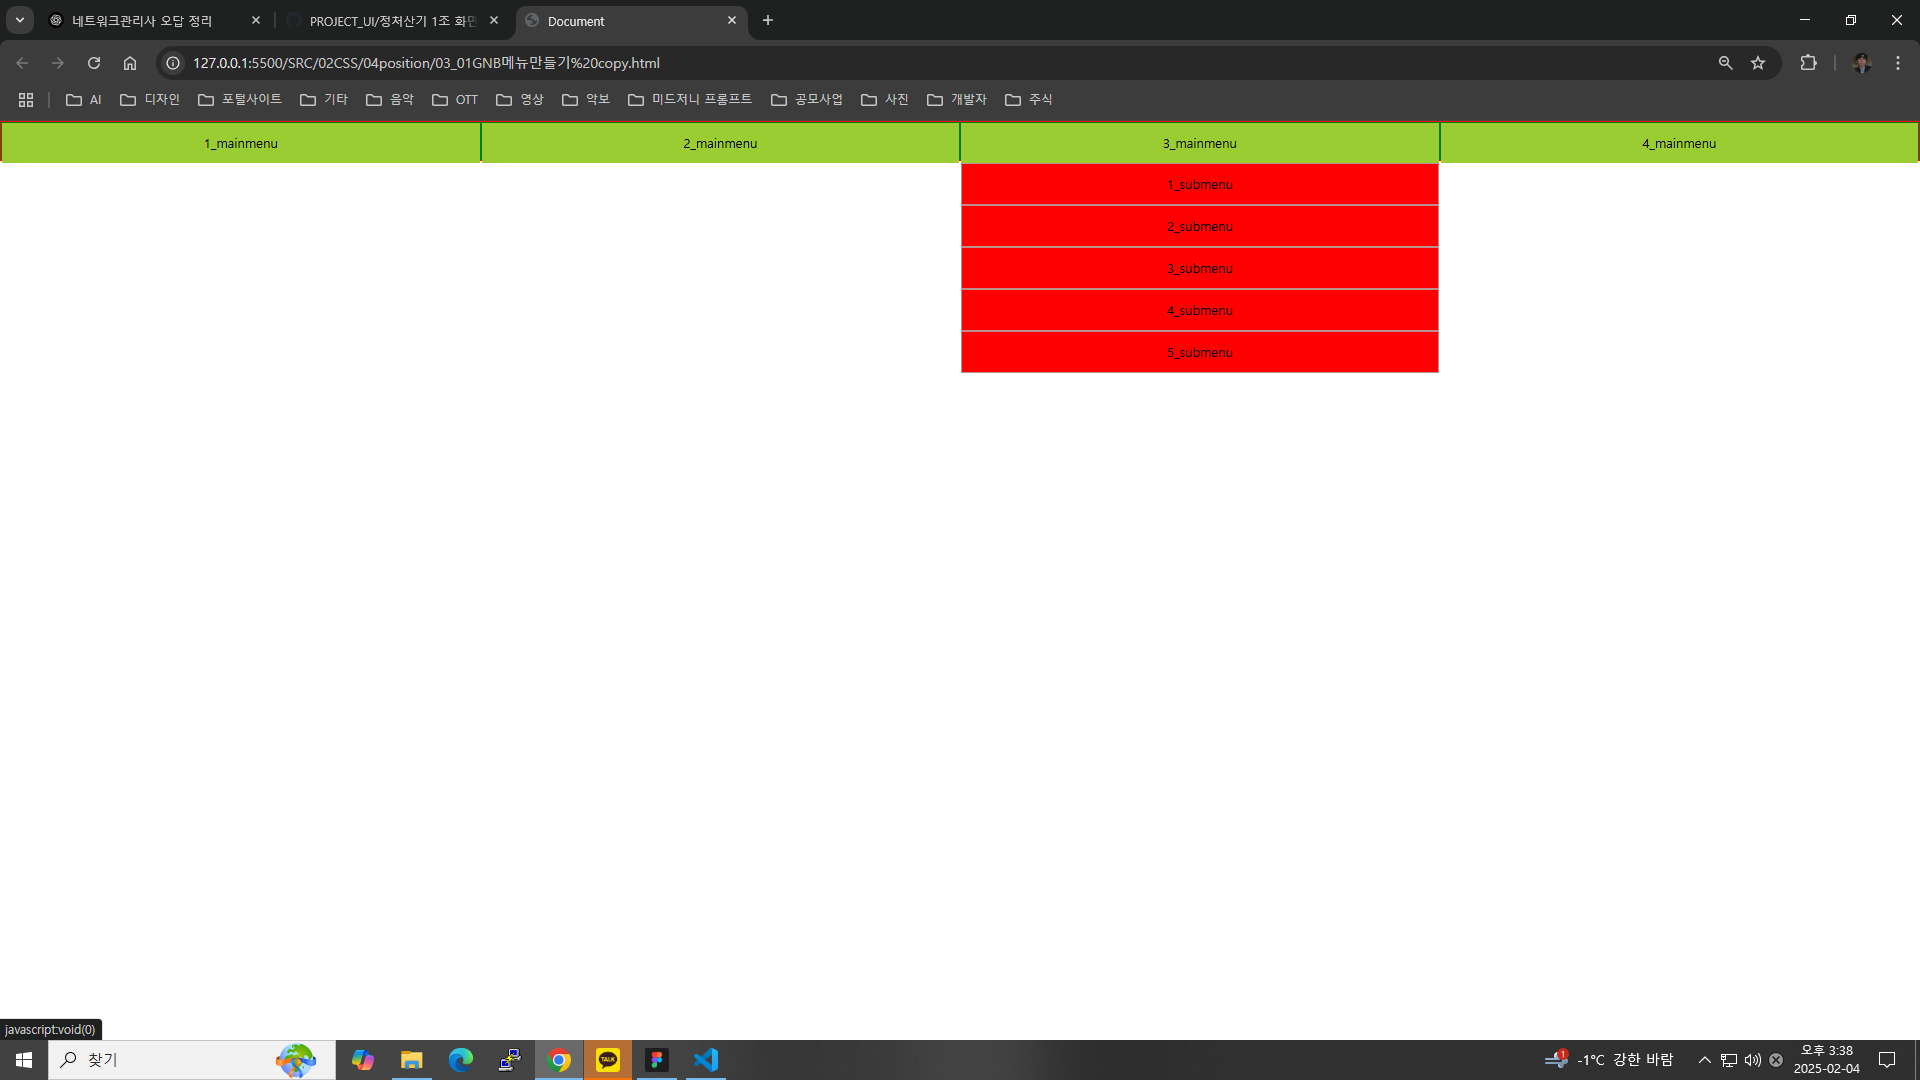 네트워크관리사 오답 정리
PROJECT_UI/정처산기 1조 화면
Document
127.0.0.1:5500/SRC/02CSS/04position/03_01GNB메뉴만들기%20copy.html
AI 디자인 포털사이트 기타 음악 OTT 영상 악보 미드저니 프롬프트 공모사업 사진 개발자 주식
1_mainmenu 2_mainmenu 3_mainmenu 4_mainmenu
1_submenu
2_submenu
3_submenu
4_submenu
5_submenu
javascript:void(0)
찾기
TALK
1
-1°C 강한 바람
오후 3:38
2025-02-04